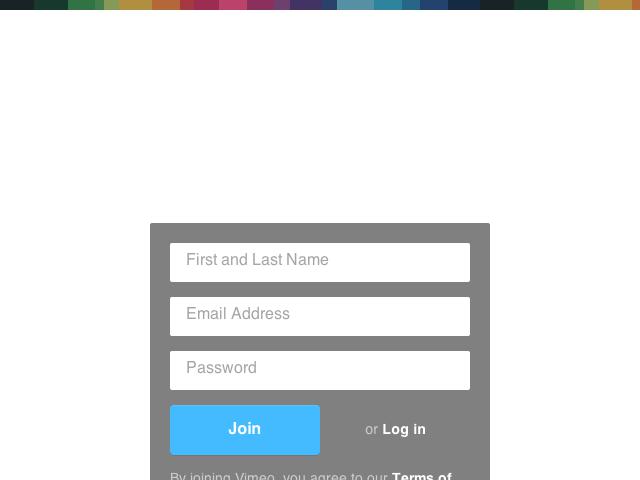 First and Last Name
Email Address
Password
Join
or Log in
By joining Vimeo, you agree to our Terms of